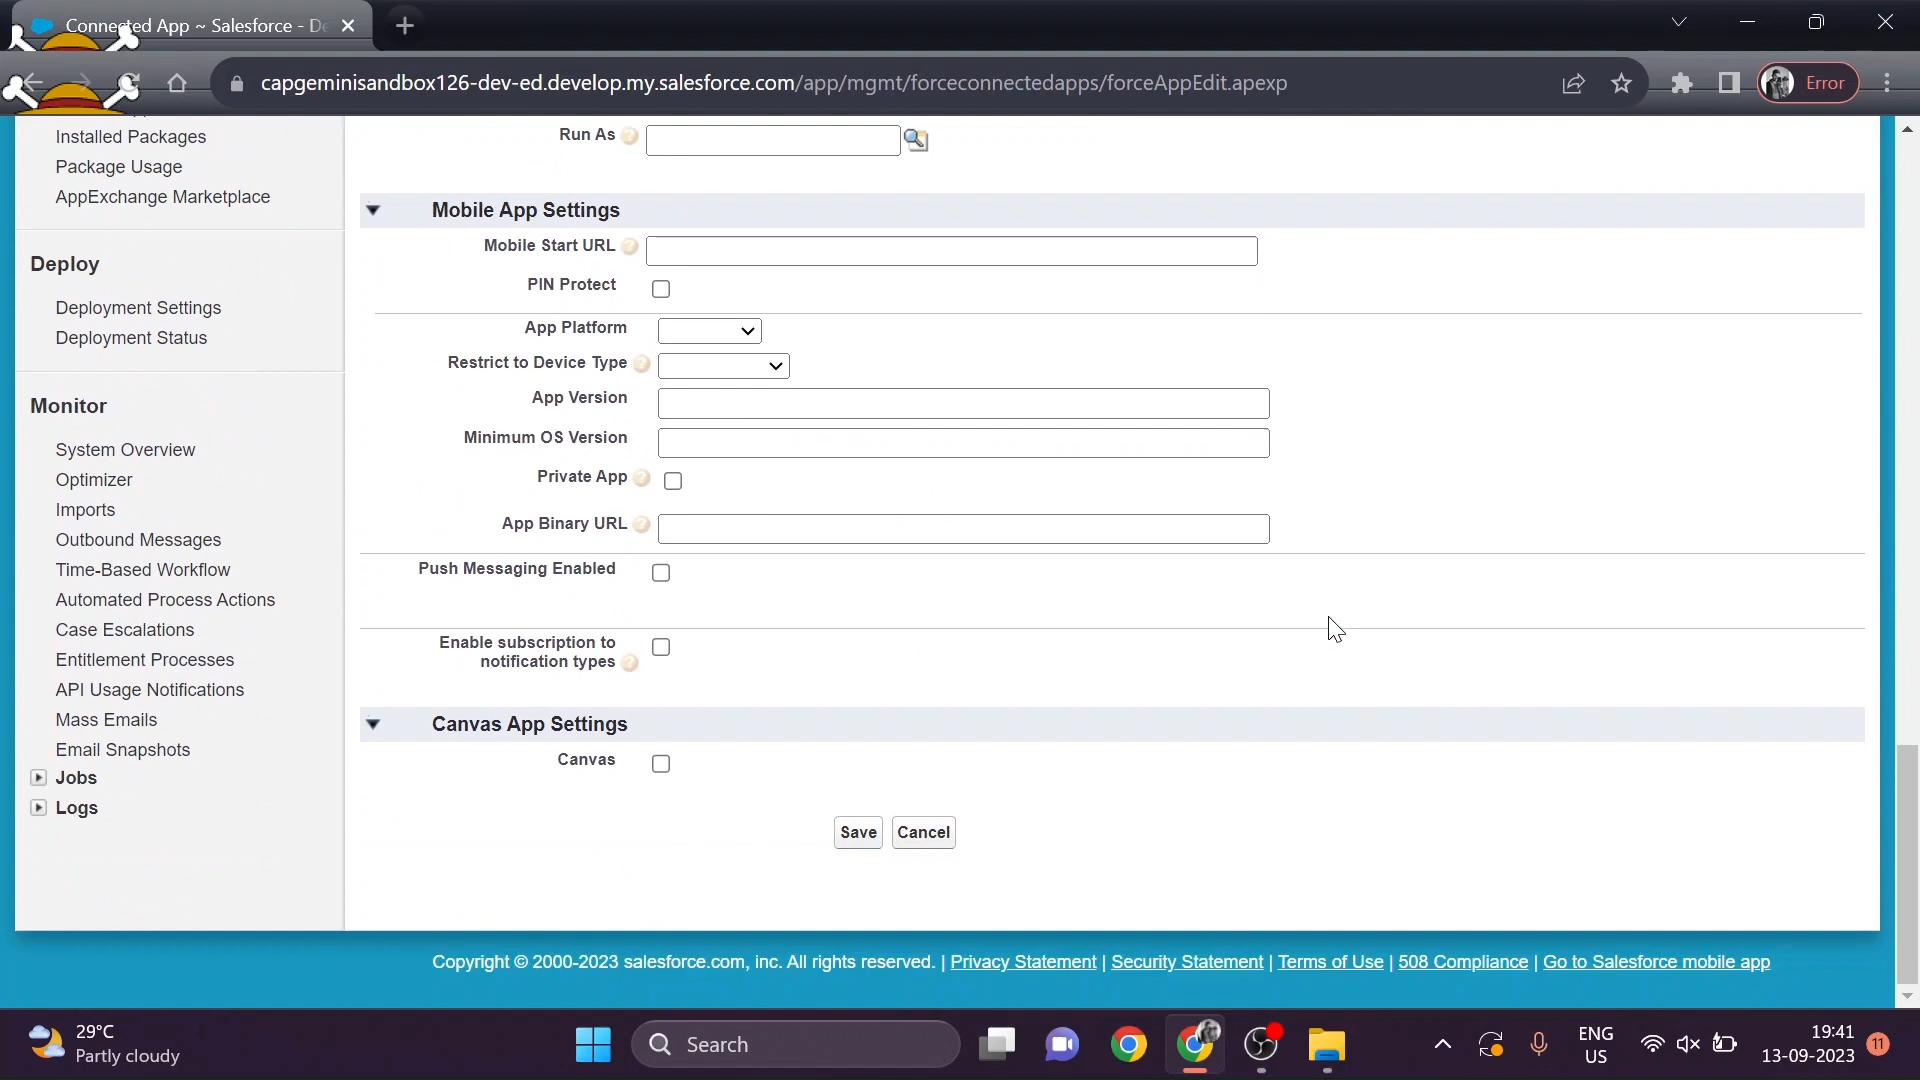 Connected App ~ Salesforce - De
capgeminisandbox126-dev-ed.develop.my.salesforce.com/app/mgmt/forceconnectedapps/forceAppEdit.apexp
Error
Installed Packages
Package Usage
AppExchange Marketplace
Deploy
Deployment Settings
Deployment Status
Monitor
System Overview
Optimizer
Imports
Outbound Messages
Time-Based Workflow
Automated Process Actions
Case Escalations
Entitlement Processes
API Usage Notifications
Mass Emails
Email Snapshots
Jobs
Logs
Run As
Mobile App Settings
Mobile Start URL
PIN Protect
App Platform
Restrict to Device Type
App Version
Minimum OS Version
Private App
App Binary URL
Push Messaging Enabled
Enable subscription to
notification types
Canvas App Settings
Canvas
Save Cancel
Copyright © 2000-2023 salesforce.com, inc. All rights reserved. | Privacy Statement | Security Statement | Terms of Use | 508 Compliance | Go to Salesforce mobile app
29°C
Partly cloudy
Search
ENG
US
19:41
13-09-2023
11